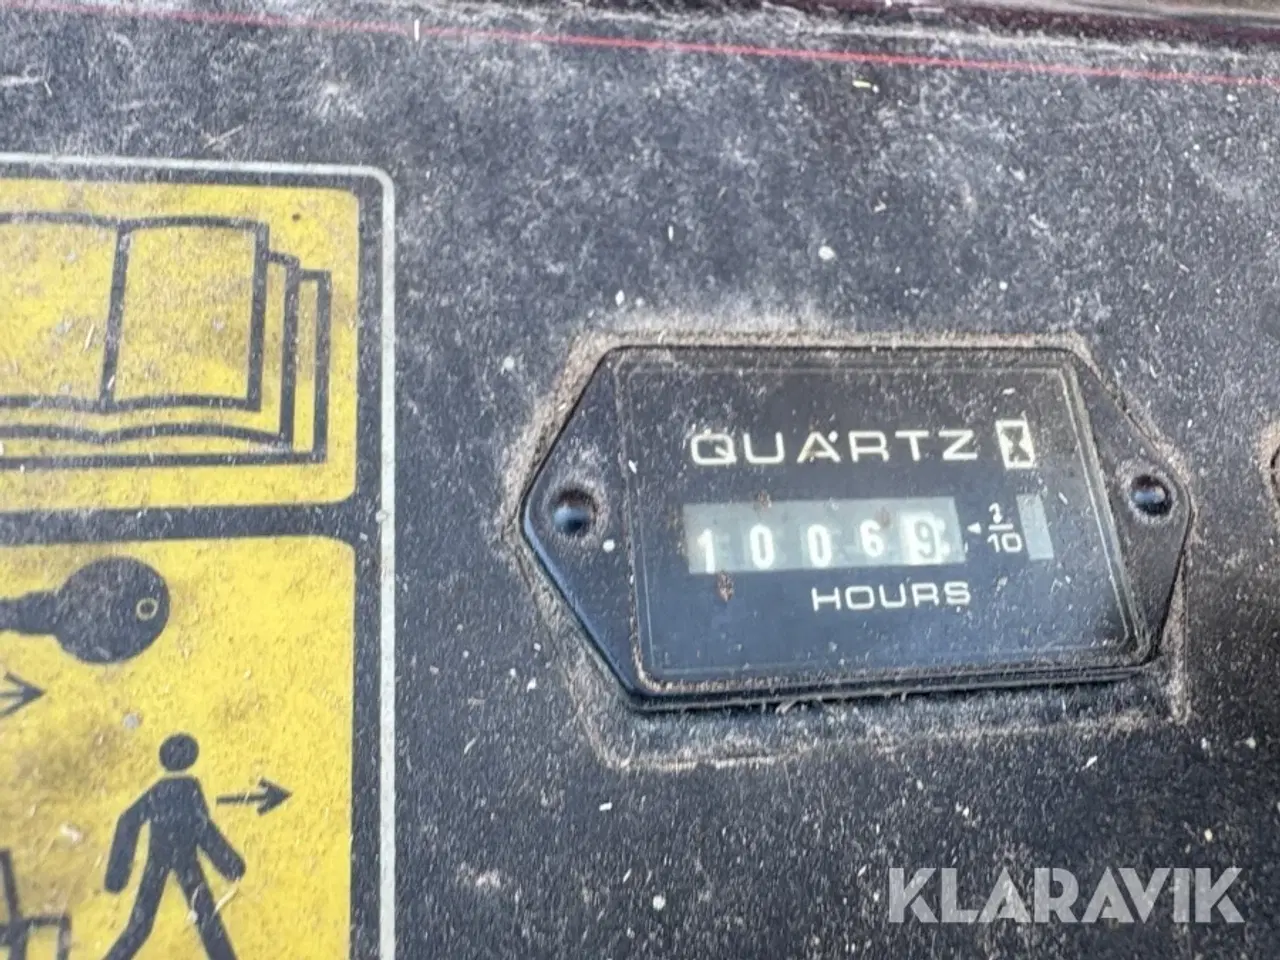 QUARTZ
10069
1/10
HOURS
KLARAVIK